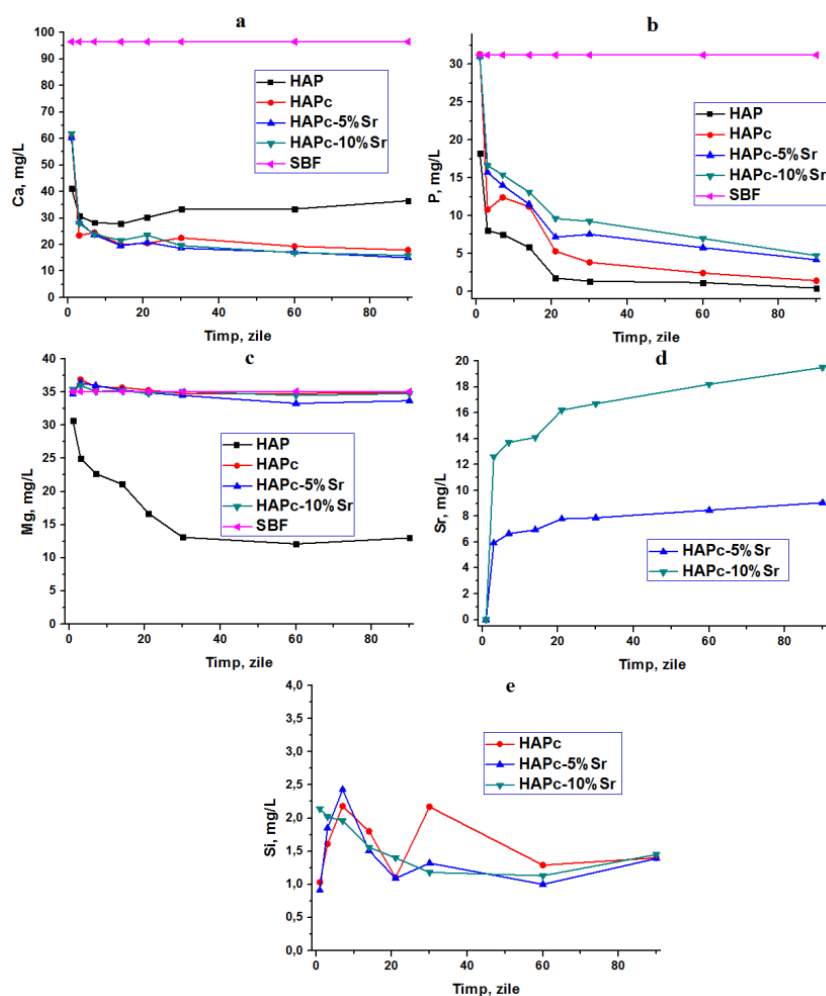 a
100
90
80
70
60
50
40
30
20
10
0
Ca, mg/L
HAP
HAPc
HAPc-5%Sr
HAPc-10%Sr
SBF
0 20 40 60 80
Timp, zile
b
30
25
20
15
10
5
0
P, mg/L
HAP
HAPc
HAPc-5%Sr
HAPc-10%Sr
SBF
0 20 40 60 80
Timp, zile
c
40
35
30
25
20
15
10
5
0
Mg, mg/L
HAP
HAPc
HAPc-5%Sr
HAPc-10%Sr
SBF
0 20 40 60 80
Timp, zile
d
20
18
16
14
12
10
8
6
4
2
0
Sr, mg/L
HAPc-5%Sr
HAPc-10%Sr
0 20 40 60 80
Timp, zile
e
4,0
3,5
3,0
2,5
2,0
1,5
1,0
0,5
0,0
Si, mg/L
HAPc
HAPc-5%Sr
HAPc-10%Sr
0 20 40 60 80
Timp, zile